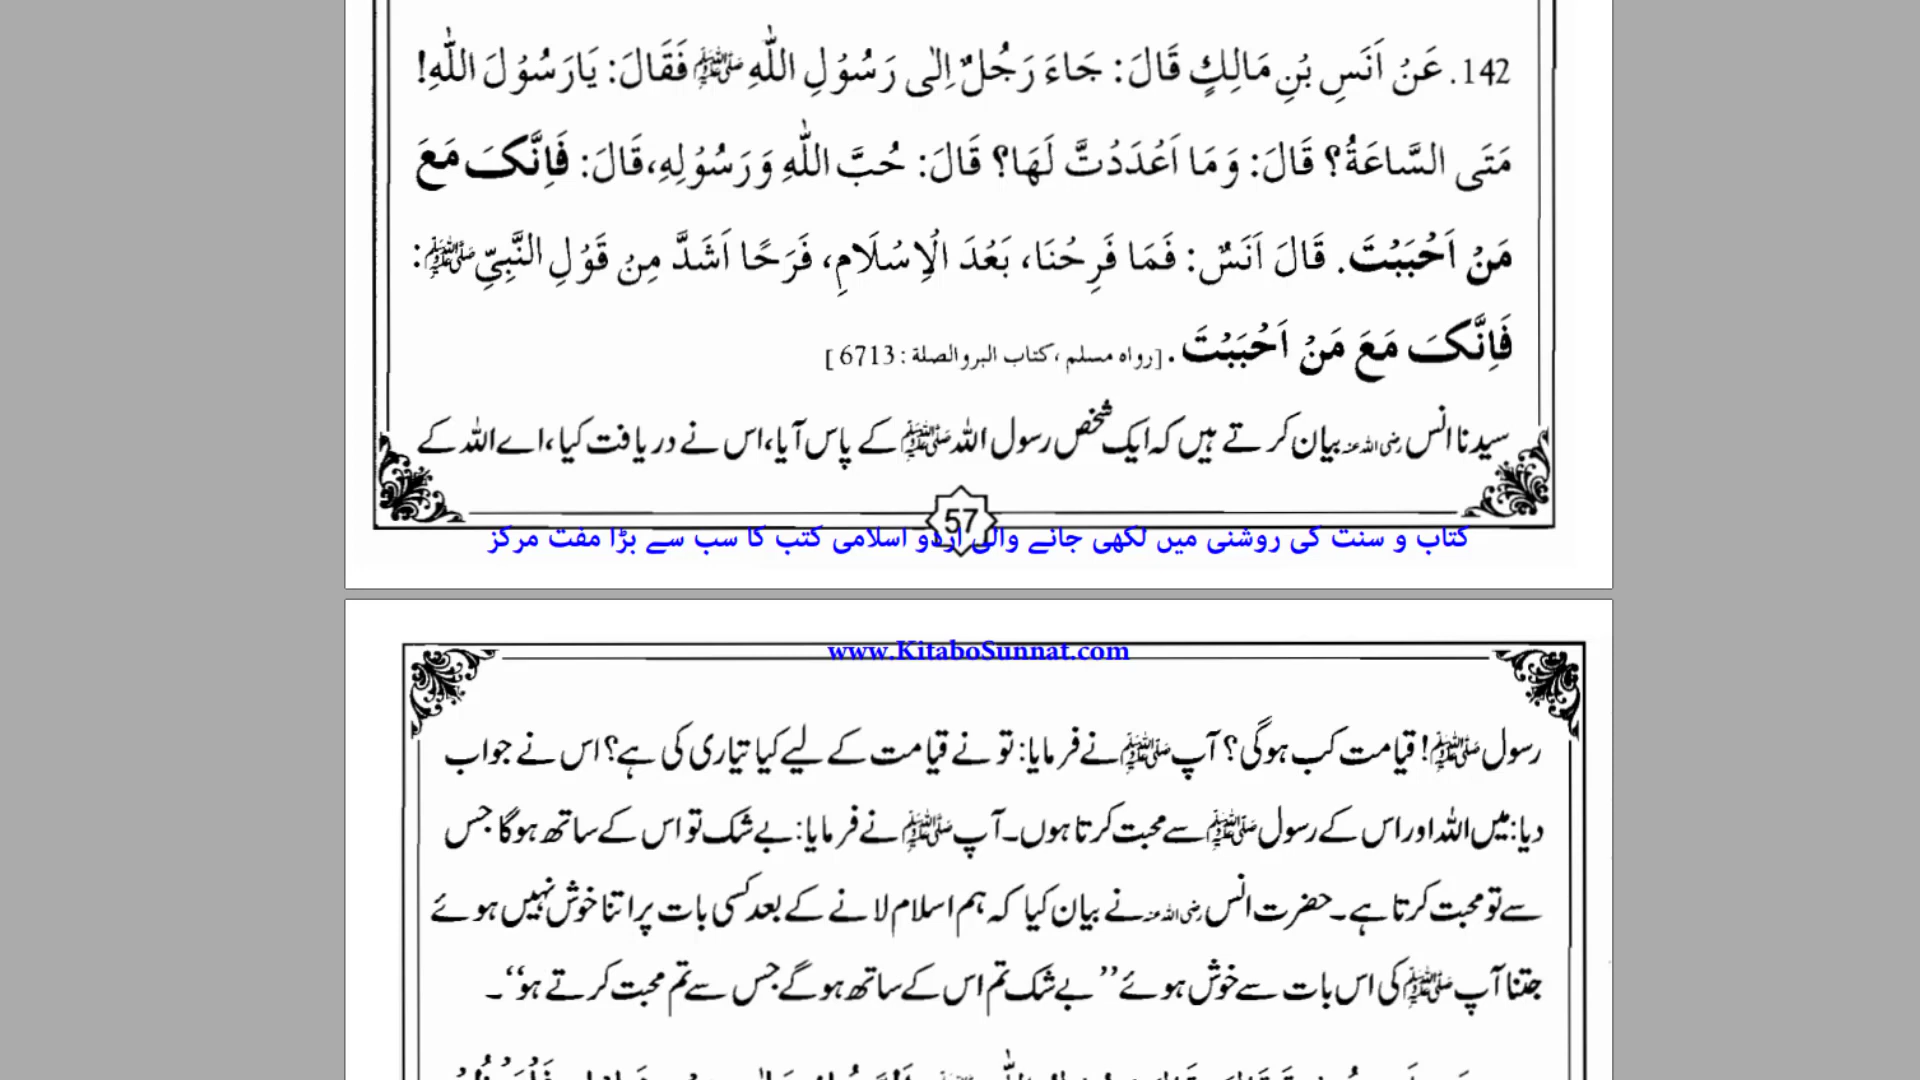 142. عَنْ اَنَسِ بْنِ مَالِكٍ قَالَ: جَاءَ رَجُلٌ اِلٰى رَسُوْلِ اللّٰهِ ﷺ فَقَالَ: يَارَسُوْلَ اللّٰهِ!
مَتَى السَّاعَةُ؟ قَالَ: وَمَا اَعْدَدْتَّ لَهَا؟ قَالَ: حُبَّ اللّٰهِ وَرَسُوْلِهٖ، قَالَ: فَاِنَّکَ مَعَ
مَنْ اَحْبَبْتَ. قَالَ اَنَسٌ: فَمَا فَرِحْنَا، بَعْدَ الْاِسْلَامِ، فَرَحًا اَشَدَّ مِنْ قَوْلِ النَّبِيِّ ﷺ:
فَاِنَّکَ مَعَ مَنْ اَحْبَبْتَ. [رواه مسلم، کتاب البر والصلة: 6713]
سیدنا انس رضی اللہ عنہ بیان کرتے ہیں کہ ایک شخص رسول اللہ ﷺ کے پاس آیا، اس نے دریافت کیا، اے اللہ کے
57
کتاب و سنت کی روشنی میں لکھی جانے والی اردو اسلامی کتب کا سب سے بڑا مفت مرکز
www.KitaboSunnat.com
رسول ﷺ! قیامت کب ہوگی؟ آپ ﷺ نے فرمایا: تو نے قیامت کے لیے کیا تیاری کی ہے؟ اس نے جواب
دیا: میں اللہ اور اس کے رسول ﷺ سے محبت کرتا ہوں۔ آپ ﷺ نے فرمایا: بے شک تو اس کے ساتھ ہوگا جس
سے تو محبت کرتا ہے۔ حضرت انس رضی اللہ عنہ نے بیان کیا کہ ہم اسلام لانے کے بعد کسی بات پر اتنا خوش نہیں ہوئے
جتنا آپ ﷺ کی اس بات سے خوش ہوئے ’’بے شک تم اس کے ساتھ ہوگے جس سے تم محبت کرتے ہو‘‘۔